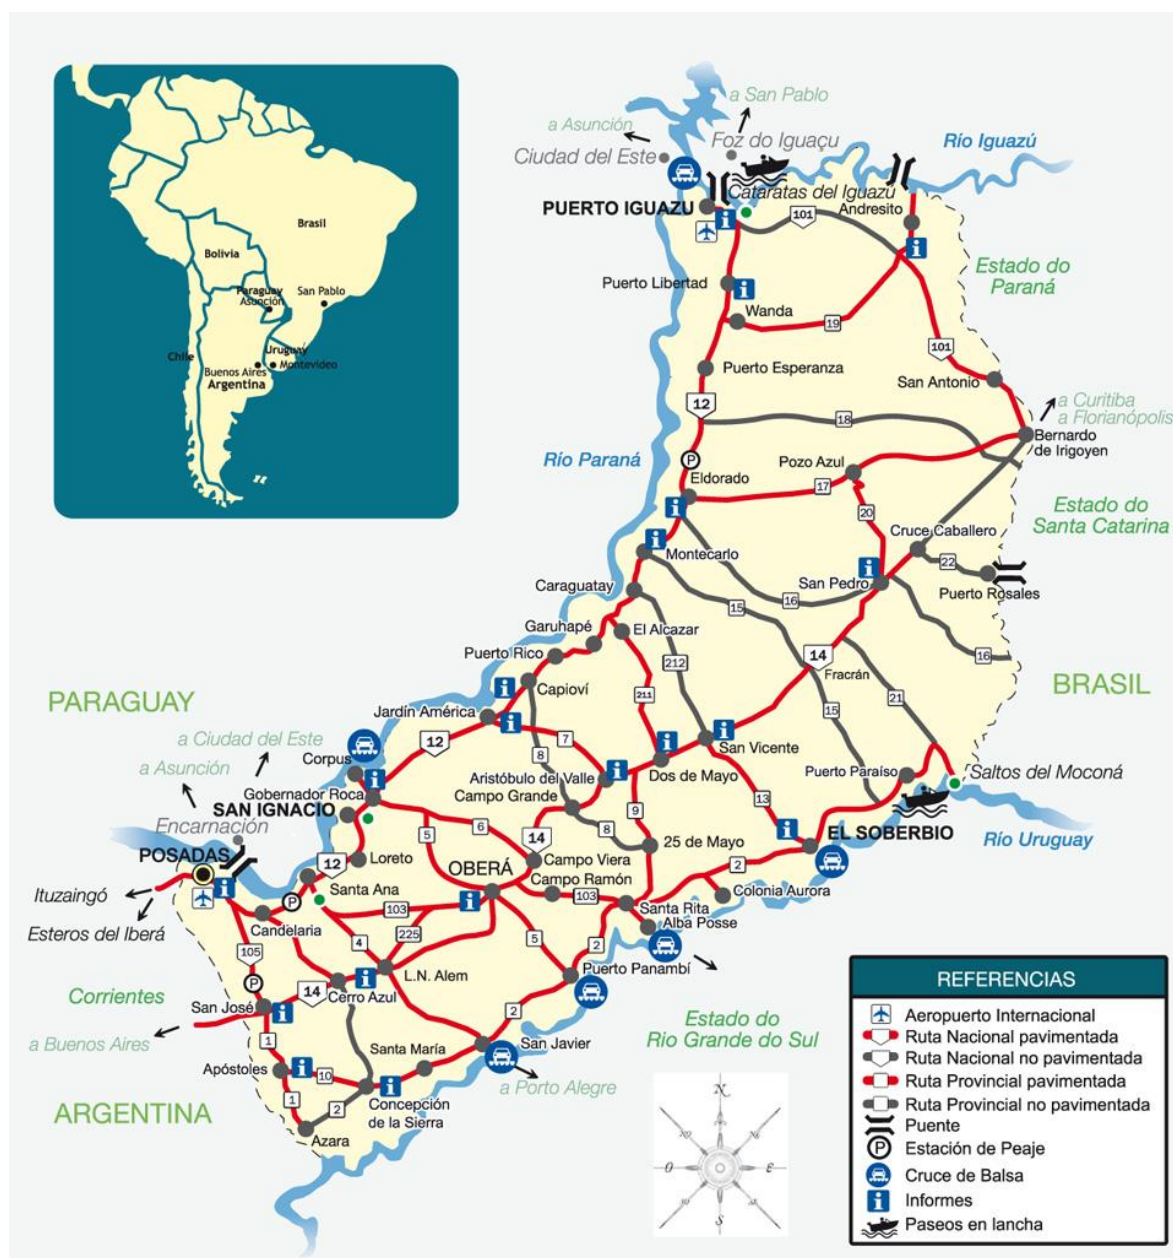 Brasil
Bolivia
Paraguay
Asunción
San Pablo
Chile
Uruguay
Buenos Aires
Montevideo
Argentina
a San Pablo
a Asunción
Foz do Iguaçu
Ciudad del Este
Río Iguazú
Cataratas del Iguazú
PUERTO IGUAZU
101
Andresito
Estado do
Paraná
Puerto Libertad
Wanda
19
101
Puerto Esperanza
San Antonio
12
a Curitiba
a Florianópolis
18
Bernardo
de Irigoyen
Río Paraná
P
Pozo Azul
Eldorado
17
20
Estado do
Santa Catarina
Cruce Caballero
Montecarlo
22
San Pedro
Puerto Rosales
Caraguatay
16
15
Garuhapé
El Alcazar
Puerto Rico
212
14
16
Fracrán
Capioví
BRASIL
PARAGUAY
211
21
Jardín América
15
12
7
San Vicente
a Ciudad del Este
8
Corpus
a Asunción
Aristóbulo del Valle
Dos de Mayo
Puerto Paraíso
Saltos del Moconá
Gobernador Roca
Campo Grande
13
9
SAN IGNACIO
Encarnación
5
6
14
8
EL SOBERBIO
Río Uruguay
POSADAS
12
Loreto
25 de Mayo
OBERÁ
Campo Viera
2
Santa Ana
Campo Ramón
Colonia Aurora
Ituzaingó
P
103
103
Santa Rita
Esteros del Iberá
Candelaria
4
225
Alba Posse
5
2
105
L.N. Alem
Puerto Panambí
P
Corrientes
14
Cerro Azul
San José
2
Estado do
Rio Grande do Sul
a Buenos Aires
1
Santa María
San Javier
Apóstoles
10
a Porto Alegre
ARGENTINA
1
2
Concepción
de la Sierra
Azara
N
NO
NE
O
E
SO
SE
S
REFERENCIAS
Aeropuerto Internacional
Ruta Nacional pavimentada
Ruta Nacional no pavimentada
Ruta Provincial pavimentada
Ruta Provincial no pavimentada
Puente
P Estación de Peaje
Cruce de Balsa
i Informes
Paseos en lancha